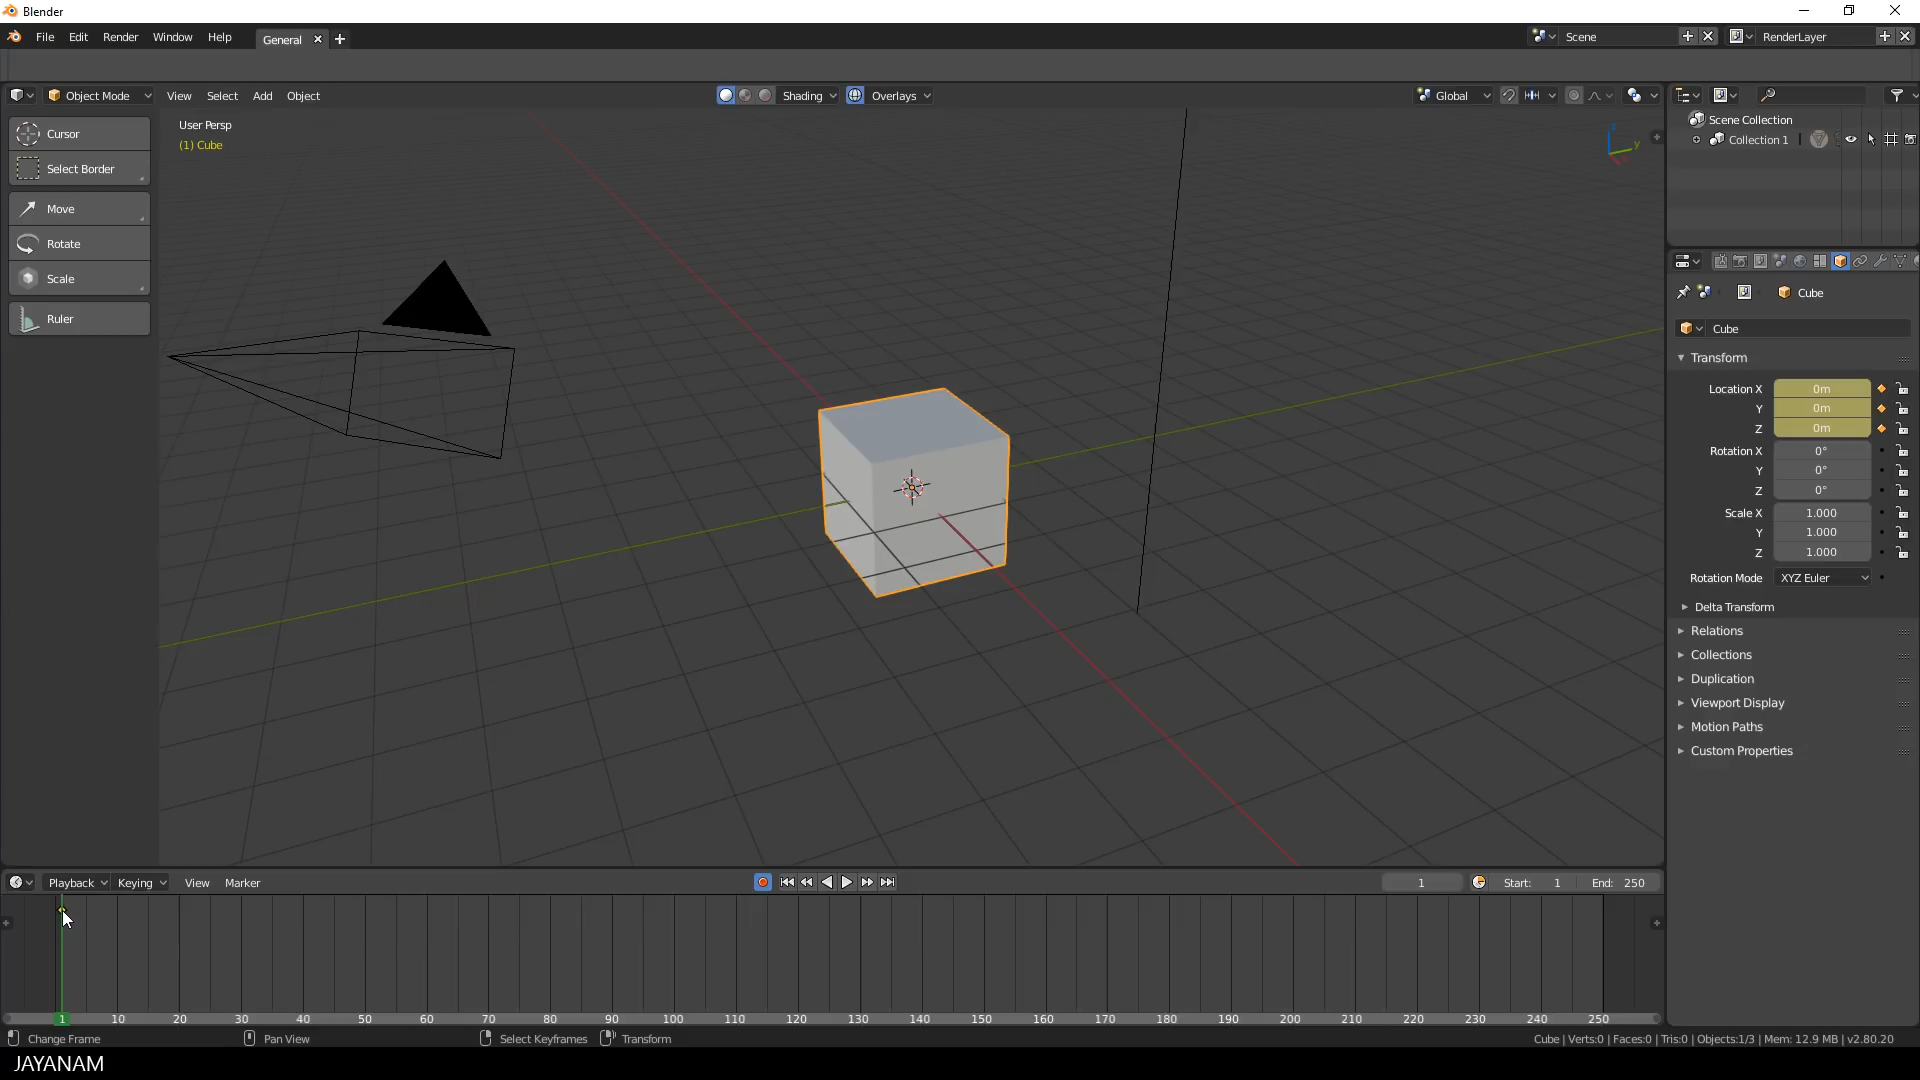 Blender
File Edit Render Window Help General Scene RenderLayer
Object Mode View Select Add Object Shading Overlays Global
Cursor
Select Border
Move
Rotate
Scale
Ruler
User Persp
(1) Cube
z
y
Scene Collection
Collection 1
Cube
Cube
Transform
Location X 0m
Y 0m
Z 0m
Rotation X 0°
Y 0°
Z 0°
Scale X 1.000
Y 1.000
Z 1.000
Rotation Mode XYZ Euler
Delta Transform
Relations
Collections
Duplication
Viewport Display
Motion Paths
Custom Properties
Playback Keying View Marker 1 Start: 1 End: 250
1 10 20 30 40 50 60 70 80 90 100 110 120 130 140 150 160 170 180 190 200 210 220 230 240 250
Change Frame Pan View Select Keyframes Transform Cube | Verts:0 | Faces:0 | Tris:0 | Objects:1/3 | Mem: 12.9 MB | v2.80.20
JAYANAM